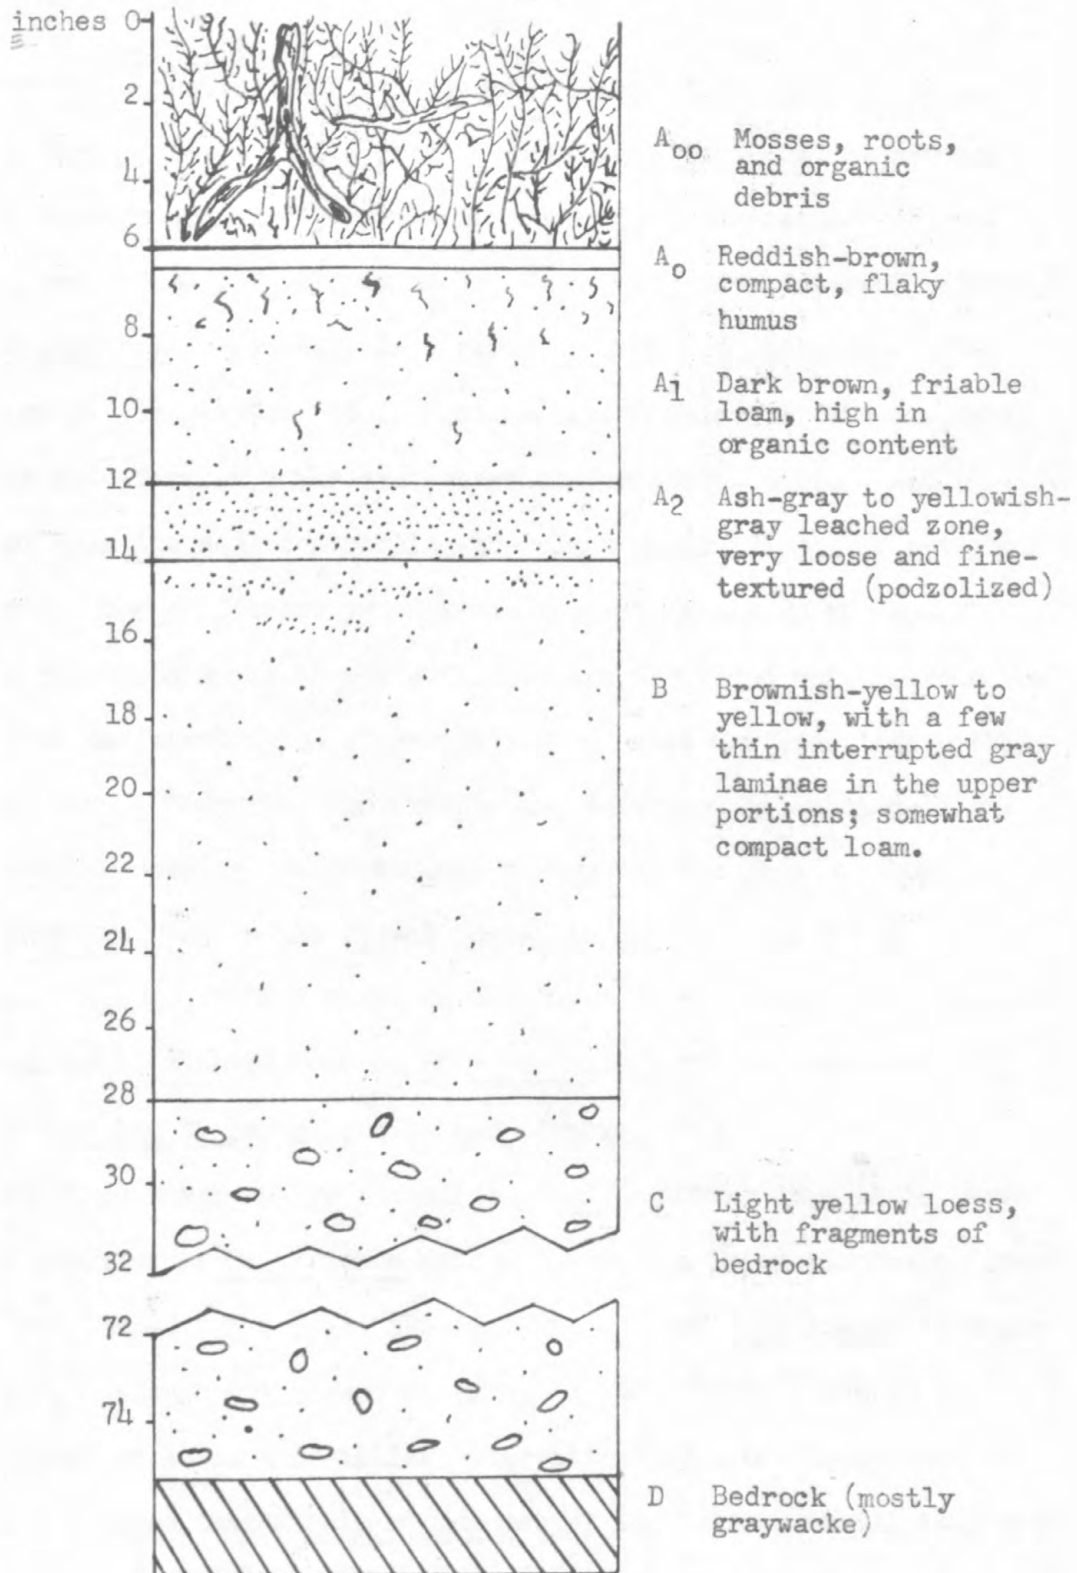 inches 0
2
4
6
8
10
12
14
16
18
20
22
24
26
28
30
32
72
74
A₀₀ Mosses, roots,
and organic
debris
A₀ Reddish-brown,
compact, flaky
humus
A₁ Dark brown, friable
loam, high in
organic content
A₂ Ash-gray to yellowish-
gray leached zone,
very loose and fine-
textured (podzolized)
B Brownish-yellow to
yellow, with a few
thin interrupted gray
laminae in the upper
portions; somewhat
compact loam.
C Light yellow loess,
with fragments of
bedrock
D Bedrock (mostly
graywacke)